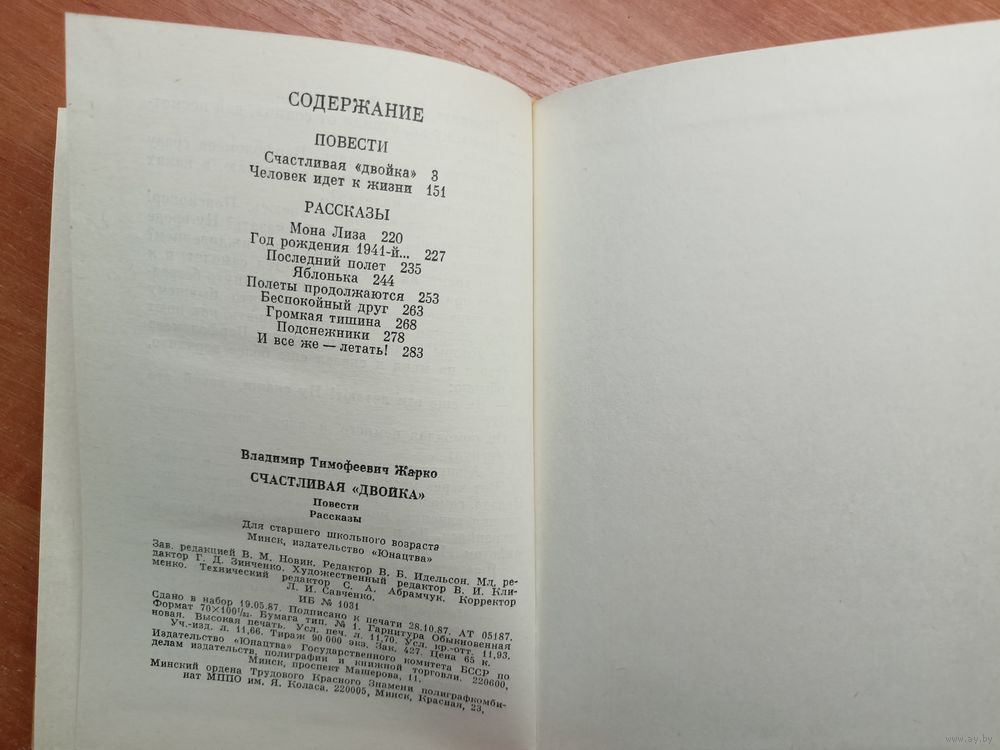 СОДЕРЖАНИЕ
ПОВЕСТИ
Счастливая «двойка» 3
Человек идет к жизни 151
РАССКАЗЫ
Мона Лиза 220
Год рождения 1941-й... 227
Последний полет 235
Яблонька 244
Полеты продолжаются 253
Беспокойный друг 263
Громкая тишина 268
Подснежники 278
И все же — летать! 283
Владимир Тимофеевич Жарко
СЧАСТЛИВАЯ «ДВОЙКА»
Повести
Рассказы
Для старшего школьного возраста
Минск, издательство «Юнацтва»
Зав. редакцией В. М. Новик. Редактор В. Б. Идельсон. Мл. ре-
дактор Г. Д. Зинченко. Художественный редактор В. И. Кли-
менко. Технический редактор С. А. Абрамчук. Корректор
Л. И. Савченко.
ИБ № 1031
Сдано в набор 19.05.87. Подписано к печати 28.10.87. АТ 05187.
Формат 70×100¹/₃₂. Бумага тип. № 1. Гарнитура Обыкновенная
новая. Высокая печать. Усл. печ. л. 11,70. Усл. кр.-отт. 11,93.
Уч.-изд. л. 11,66. Тираж 90 000 экз. Зак. 427. Цена 65 к.
Издательство «Юнацтва» Государственного комитета БССР по
делам издательств, полиграфии и книжной торговли. 220600,
Минск, проспект Машерова, 11.
Минский ордена Трудового Красного Знамени полиграфкомби-
нат МППО им. Я. Коласа. 220005, Минск, Красная, 23.
www.ay.by